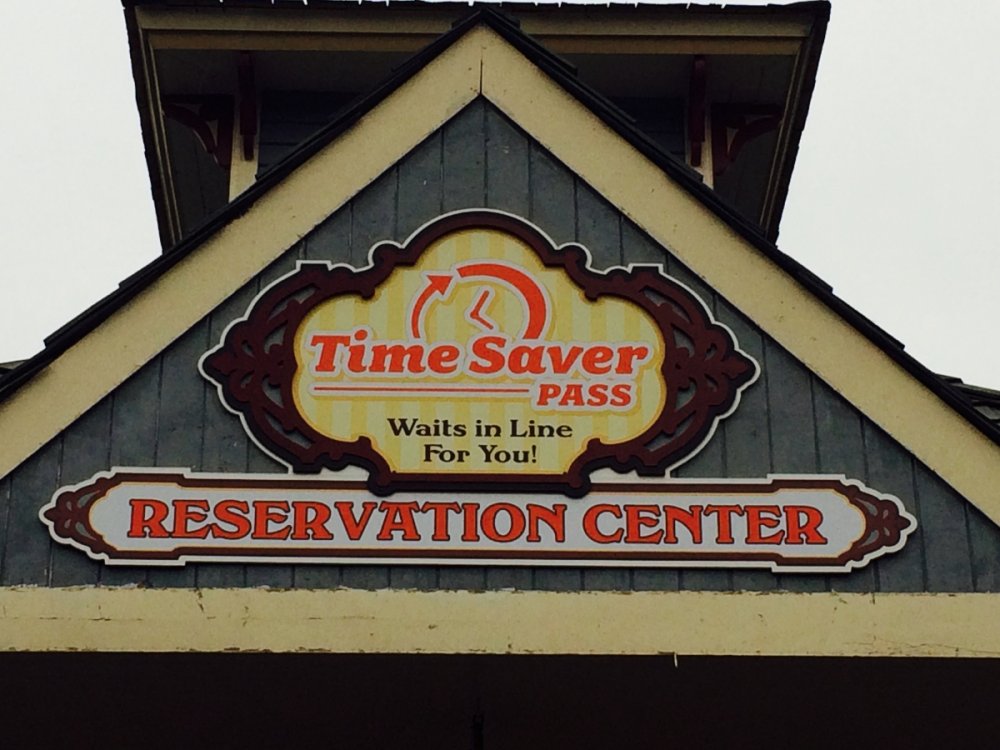 Time Saver
PASS
Waits in Line
For You!
RESERVATION CENTER